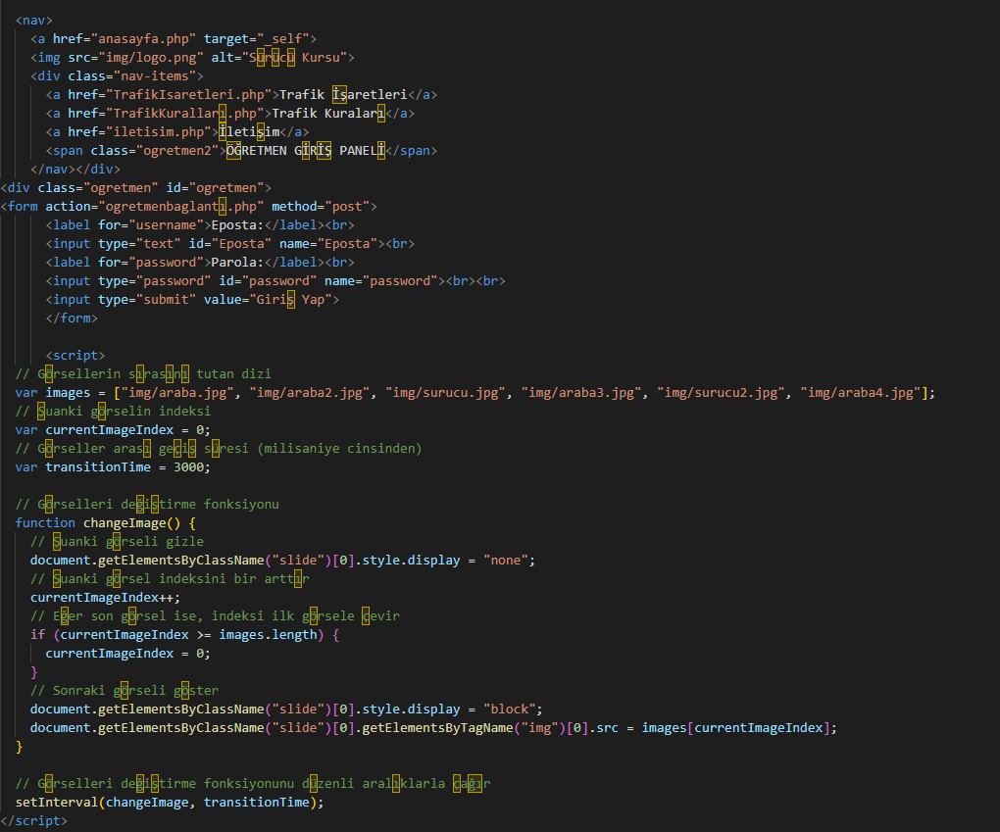 <nav>
<a href="anasayfa.php" target="_self">
<img src="img/logo.png" alt="Sürücü Kursu">
<div class="nav-items">
<a href="TrafikIsaretleri.php">Trafik İşaretleri</a>
<a href="TrafikKuralları.php">Trafik Kuraları</a>
<a href="iletisim.php">İletişim</a>
<span class="ogretmen2">ÖĞRETMEN GİRİŞ PANELİ</span>
</nav></div>
<div class="ogretmen" id="ogretmen">
<form action="ogretmenbaglantı.php" method="post">
<label for="username">Eposta:</label><br>
<input type="text" id="Eposta" name="Eposta"><br>
<label for="password">Parola:</label><br>
<input type="password" id="password" name="password"><br><br>
<input type="submit" value="Giriş Yap">
</form>
<script>
// Görsellerin sırasını tutan dizi
var images = ["img/araba.jpg", "img/araba2.jpg", "img/surucu.jpg", "img/araba3.jpg", "img/surucu2.jpg", "img/araba4.jpg"];
// Şuanki görselin indeksi
var currentImageIndex = 0;
// Görseller arası geçiş süresi (milisaniye cinsinden)
var transitionTime = 3000;
// Görselleri değiştirme fonksiyonu
function changeImage() {
// Şuanki görseli gizle
document.getElementsByClassName("slide")[0].style.display = "none";
// Şuanki görsel indeksini bir arttır
currentImageIndex++;
// Eğer son görsel ise, indeksi ilk görsele çevir
if (currentImageIndex >= images.length) {
currentImageIndex = 0;
}
// Sonraki görseli göster
document.getElementsByClassName("slide")[0].style.display = "block";
document.getElementsByClassName("slide")[0].getElementsByTagName("img")[0].src = images[currentImageIndex];
}
// Görselleri değiştirme fonksiyonunu düzenli aralıklarla çağır
setInterval(changeImage, transitionTime);
</script>